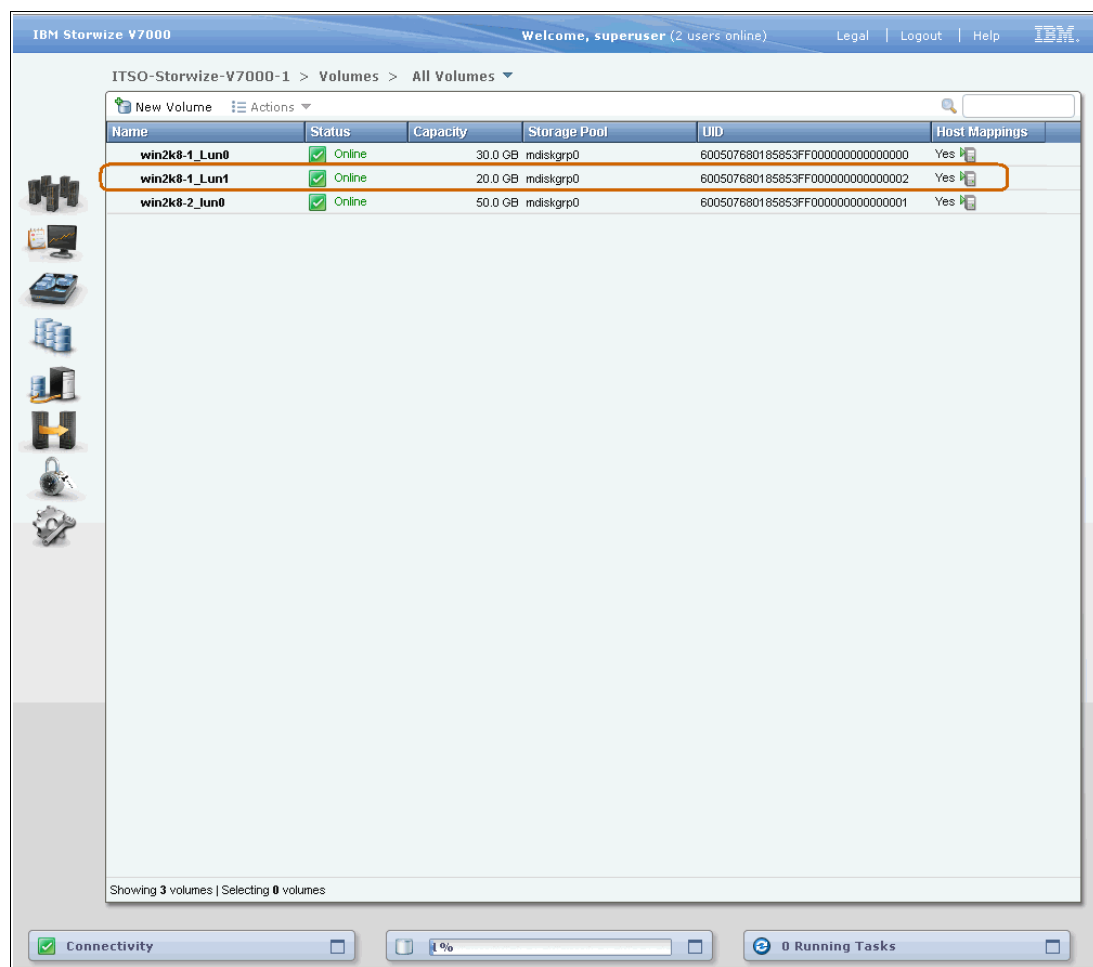 IBM Storwize V7000 Welcome, superuser (2 users online) Legal | Logout | Help IBM.
ITSO-Storwize-V7000-1 > Volumes > All Volumes
New Volume Actions
Name Status Capacity Storage Pool UID Host Mappings
win2k8-1_Lun0 Online 30.0 GB mdiskgrp0 600507680185853FF000000000000000 Yes
win2k8-1_Lun1 Online 20.0 GB mdiskgrp0 600507680185853FF000000000000002 Yes
win2k8-2_lun0 Online 50.0 GB mdiskgrp0 600507680185853FF000000000000001 Yes
Showing 3 volumes | Selecting 0 volumes
Connectivity 1% 0 Running Tasks